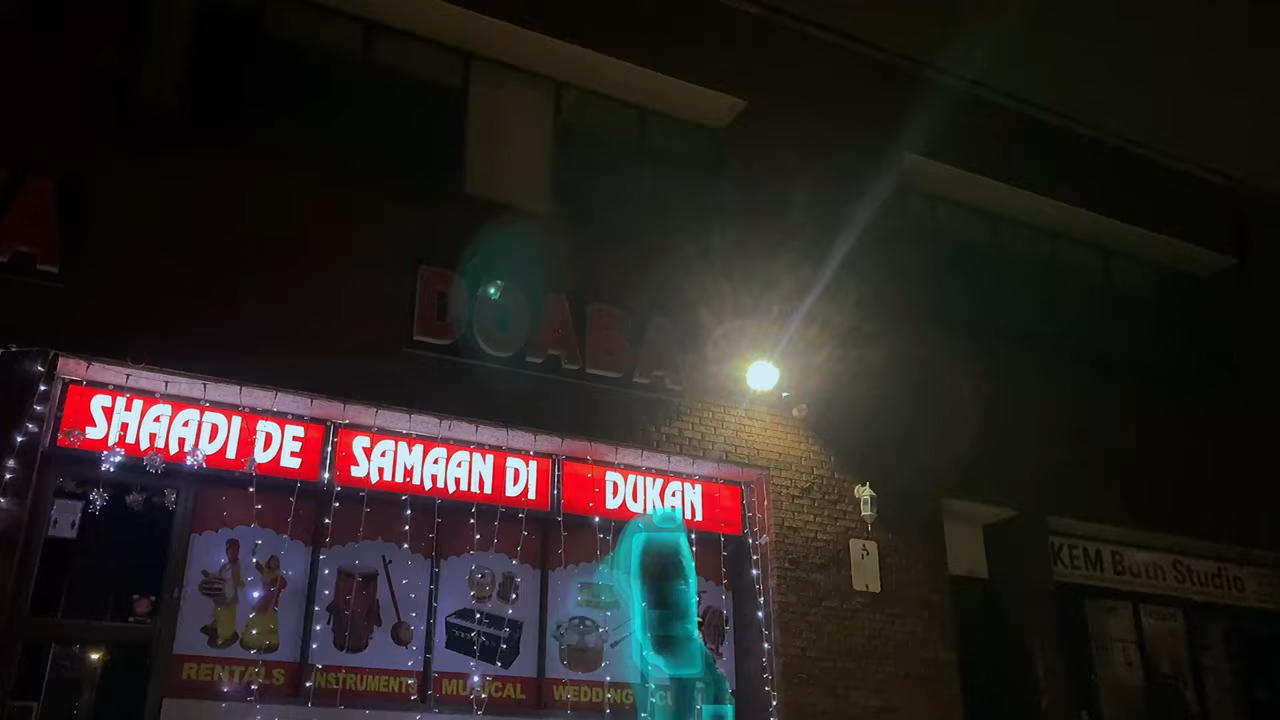 DOABA
SHAADI DE SAMAAN DI DUKAN
RENTALS INSTRUMENTS MUSICAL WEDDING
KEM Bath Studio